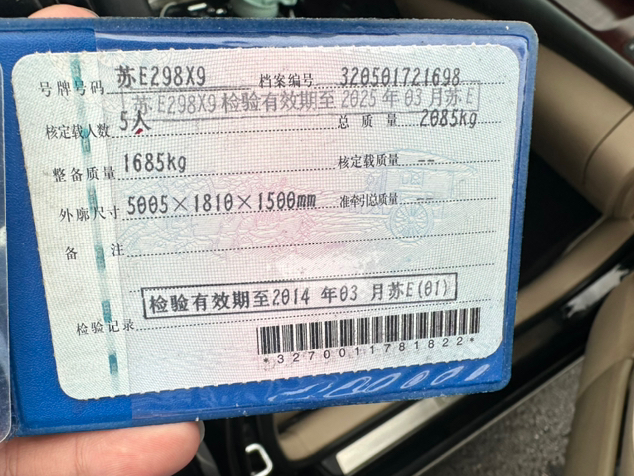 号牌号码 苏E298X9 档案编号 320501721698
苏E298X9检验有效期至2025年03月苏E
核定载人数 5人 总质量 2085kg
整备质量 1685kg 核定载质量 --
外廓尺寸 5005×1810×1500mm 准牵引总质量 --
备注
检验有效期至2014年03月苏E(01)
检验记录
*3270011781822*